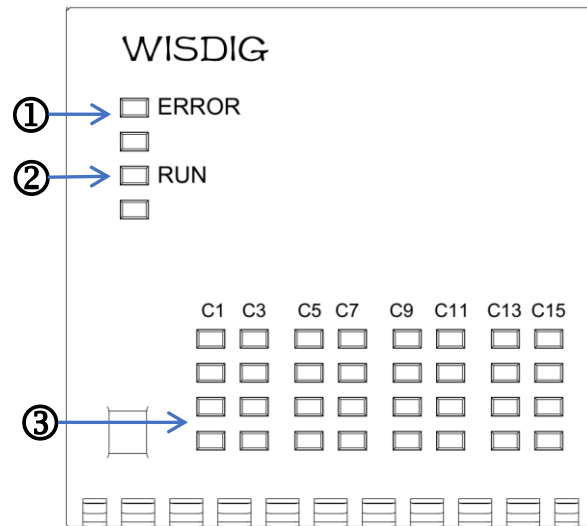 WISDIG
① ERROR
② RUN
C1 C3 C5 C7 C9 C11 C13 C15
③